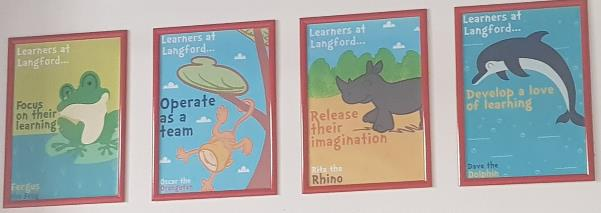 Learners at
Langford...
Focus
on their
learning
Fergus
the Frog
Learners at
Langford...
Operate
as a
team
Oscar the
Orangutan
Learners at
Langford...
Release
their
imagination
Rita the
Rhino
Learners at
Langford...
Develop a love
of learning
Dave the
Dolphin